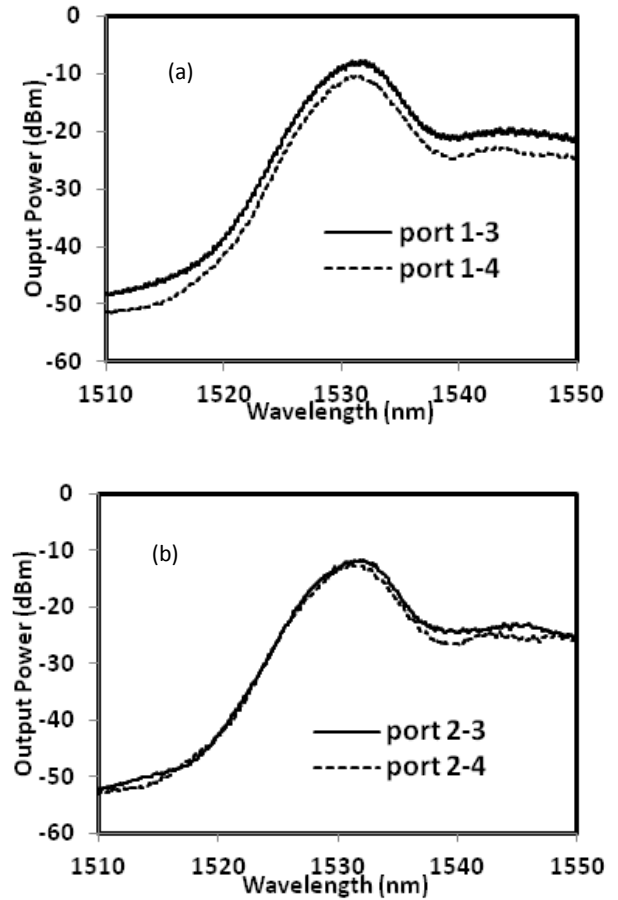 0
-10
-20
-30
-40
-50
-60
Ouput Power (dBm)
(a)
port 1-3
port 1-4
1510 1520 1530 1540 1550
Wavelength (nm)
0
-10
-20
-30
-40
-50
-60
Output Power (dBm)
(b)
port 2-3
port 2-4
1510 1520 1530 1540 1550
Wavelength (nm)